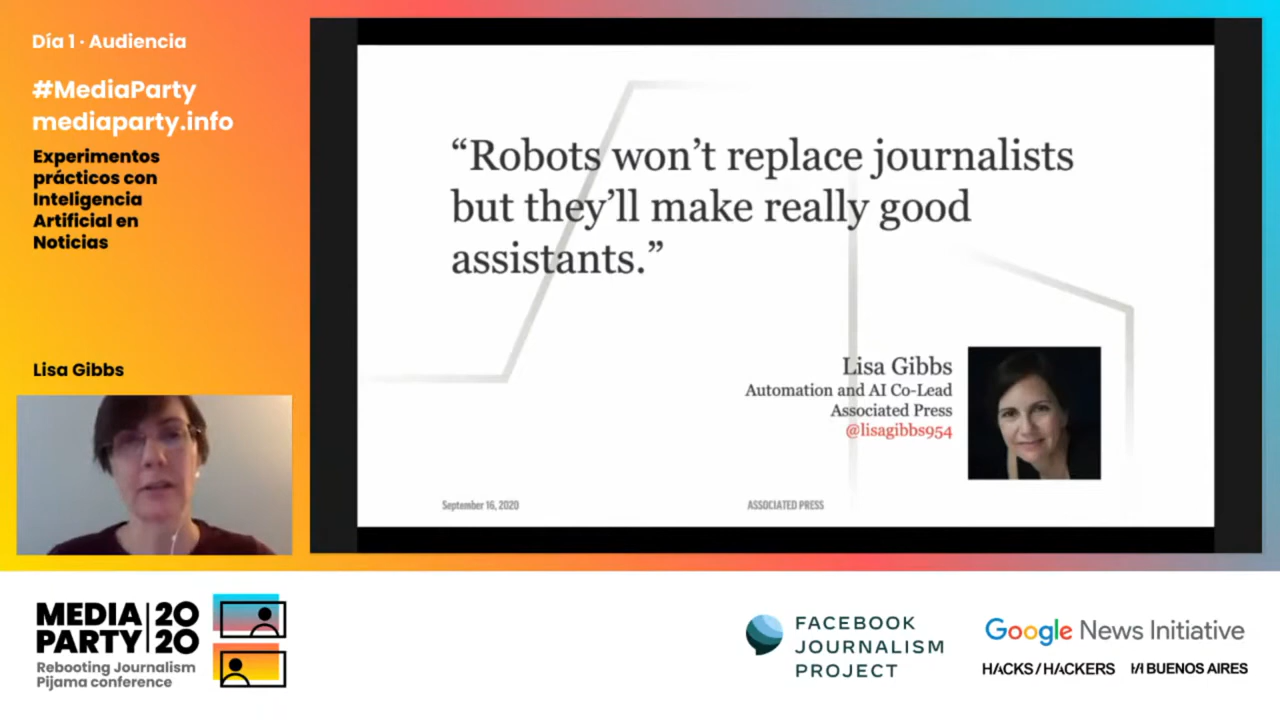 Día 1 · Audiencia
#MediaParty
mediaparty.info
Experimentos
prácticos con
Inteligencia
Artificial en
Noticias
Lisa Gibbs
“Robots won’t replace journalists
but they’ll make really good
assistants.”
Lisa Gibbs
Automation and AI Co-Lead
Associated Press
@lisagibbs954
September 16, 2020
ASSOCIATED PRESS
MEDIA PARTY 2020
Rebooting Journalism
Pijama conference
FACEBOOK
JOURNALISM
PROJECT
Google News Initiative
HACKS/HACKERS
H/H BUENOS AIRES